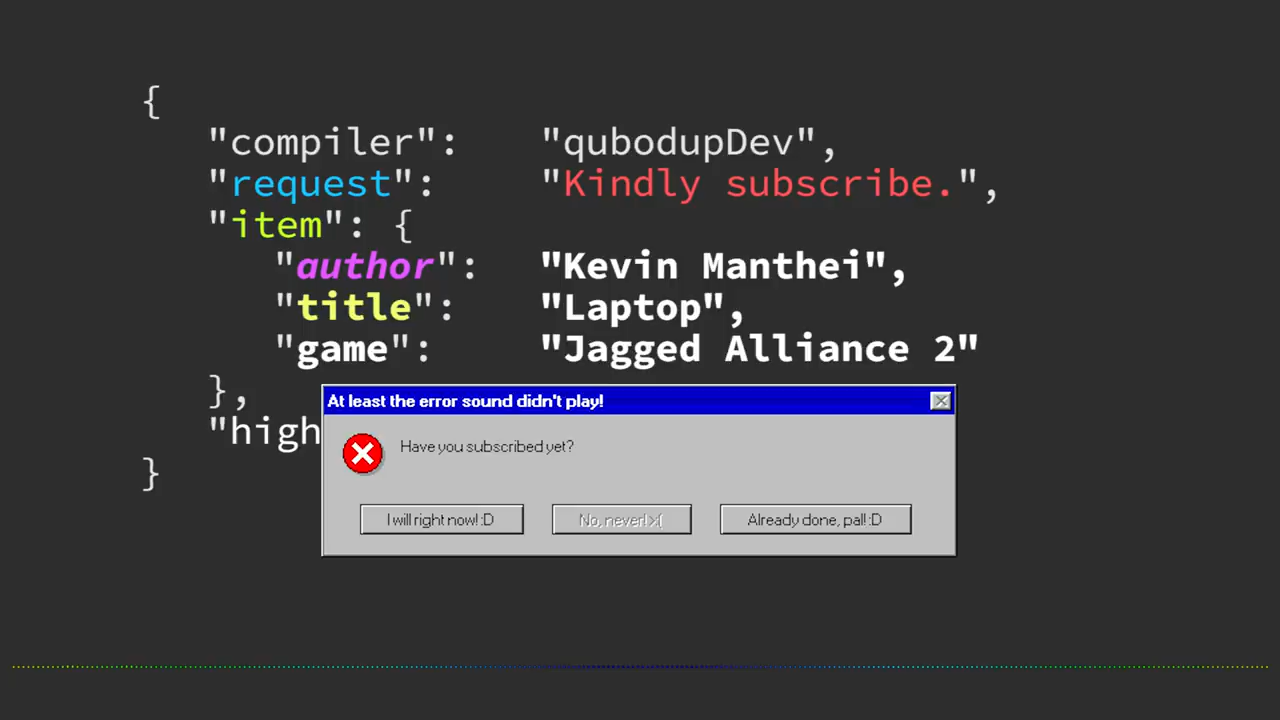 {
"compiler": "qubodupDev",
"request": "Kindly subscribe.",
"item": {
"author": "Kevin Manthei",
"title": "Laptop",
"game": "Jagged Alliance 2"
},
"high
}
At least the error sound didn't play!
Have you subscribed yet?
I will right now! :D
No, never! >:(
Already done, pal! :D